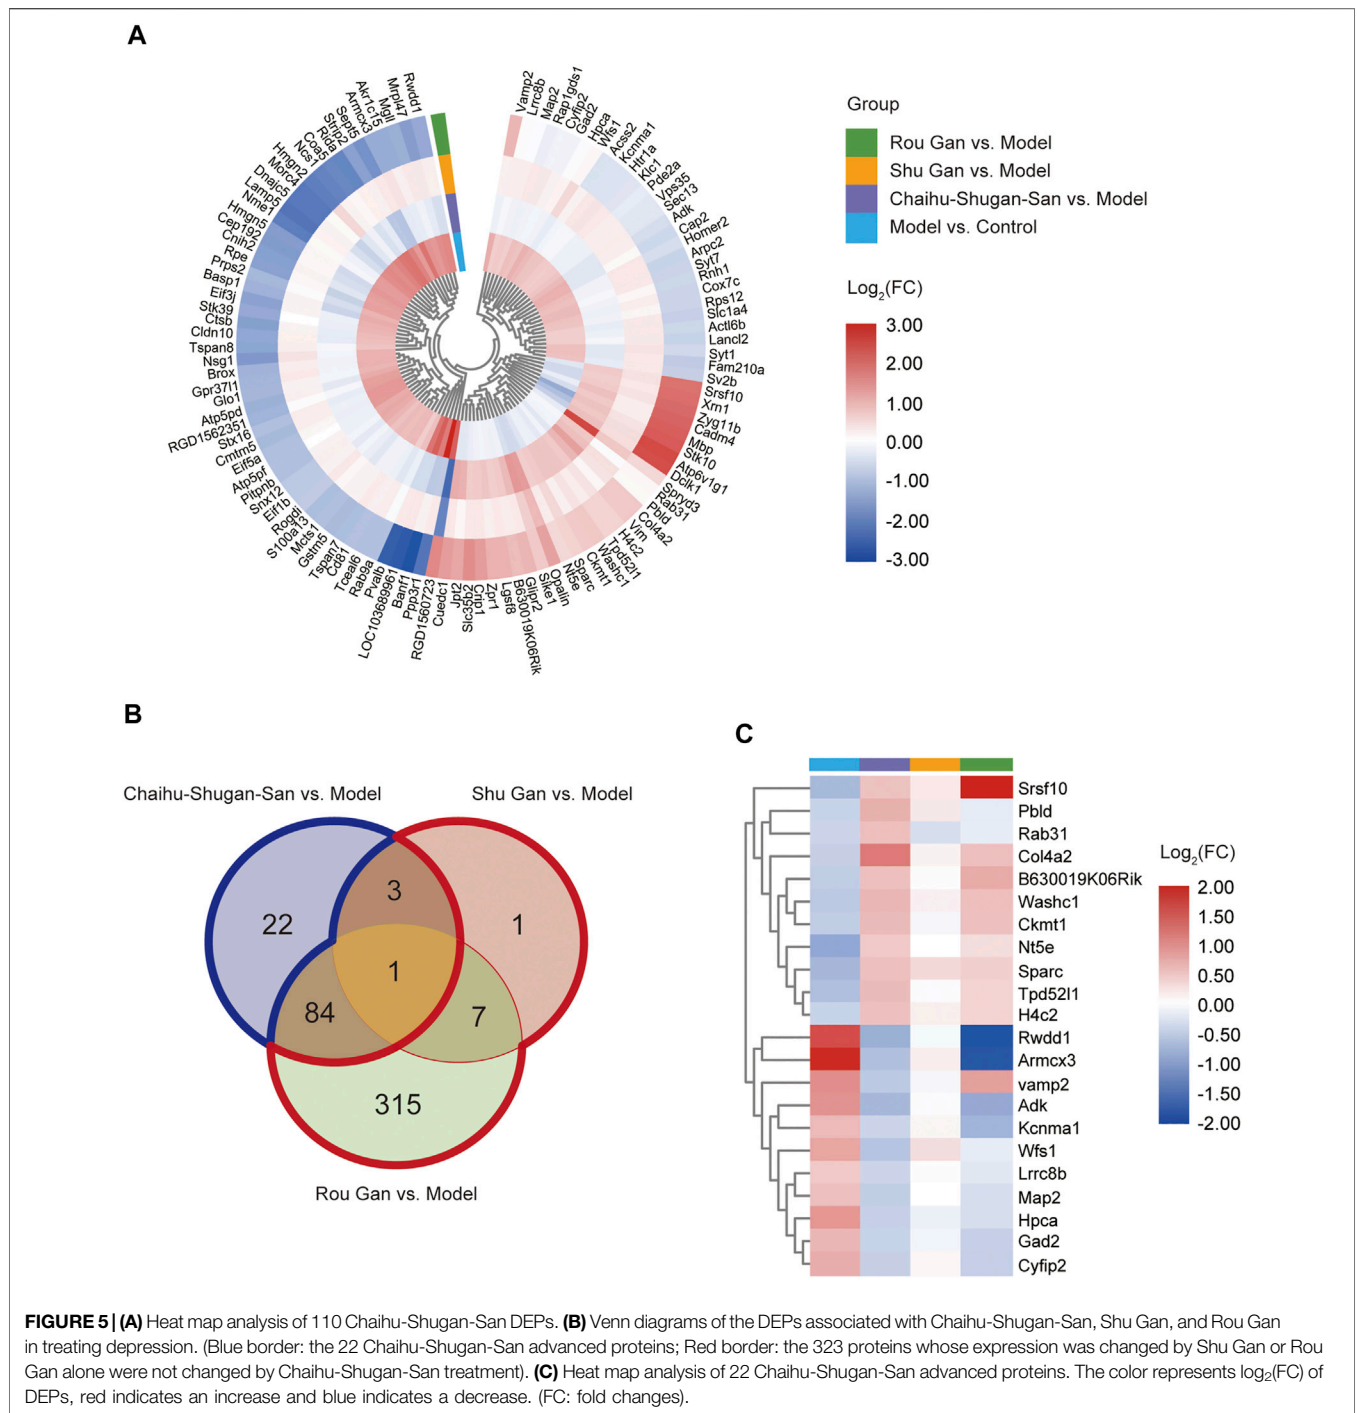 A
Rwdd1
Mrpl47
Mgll
Akr1c15
Armcx3
Sept5
Strip2
Rida
Coa5
Ncs1
Hmgn2
Morc4
Dnajc5
Lamp5
Nme1
Hmgn5
Cep192
Cnih2
Rpe
Prps2
Basp1
Eif3j
Stk39
Ctsb
Cldn10
Tspan8
Nsg1
Brox
Gpr37l1
Glo1
Atp5pd
RGD1562351
Stx16
Cmtm5
Eif5a
Atp5pf
Pitpnb
Snx12
Eif1b
Rogdi
S100a13
Mcts1
Gstm5
Tspan7
Cd81
Tceal6
Rab9a
Pvalb
LOC103689961
Banf1
Ppp3r1
RGD1560723
Cuedc1
Jpt2
Slc35b2
Crip1
Zpr1
Lgsf8
B630019K06Rik
Glipr2
Slke1
Opalin
Nt5e
Sparc
Ckmt1
Washc1
Tpd52l1
H4c2
Vim
Col4a2
Pbld
Rab31
Spryd3
Dclk1
Atp6v1g1
Stk10
Mbp
Cadm4
Zyg11b
Xrn1
Srsf10
Sv2b
Fam210a
Syt1
Lancl2
Actl6b
Slc1a4
Rps12
Cox7c
Rnh1
Syt7
Arpc2
Homer2
Cap2
Adk
Sec13
Vps35
Pde2a
Klc1
Htr1a
Kcnma1
Acss2
Wfs1
Hpca
Gad2
Cyfip2
Rap1gds1
Map2
Lrrc8b
Vamp2
Group
Rou Gan vs. Model
Shu Gan vs. Model
Chaihu-Shugan-San vs. Model
Model vs. Control
Log2(FC)
3.00
2.00
1.00
0.00
-1.00
-2.00
-3.00
B
Chaihu-Shugan-San vs. Model
Shu Gan vs. Model
3
22
1
1
84
7
315
Rou Gan vs. Model
C
Srsf10
Pbld
Rab31
Col4a2
B630019K06Rik
Washc1
Ckmt1
Nt5e
Sparc
Tpd52l1
H4c2
Rwdd1
Armcx3
vamp2
Adk
Kcnma1
Wfs1
Lrrc8b
Map2
Hpca
Gad2
Cyfip2
Log2(FC)
2.00
1.50
1.00
0.50
0.00
-0.50
-1.00
-1.50
-2.00
FIGURE 5 | (A) Heat map analysis of 110 Chaihu-Shugan-San DEPs. (B) Venn diagrams of the DEPs associated with Chaihu-Shugan-San, Shu Gan, and Rou Gan
in treating depression. (Blue border: the 22 Chaihu-Shugan-San advanced proteins; Red border: the 323 proteins whose expression was changed by Shu Gan or Rou
Gan alone were not changed by Chaihu-Shugan-San treatment). (C) Heat map analysis of 22 Chaihu-Shugan-San advanced proteins. The color represents log2(FC) of
DEPs, red indicates an increase and blue indicates a decrease. (FC: fold changes).